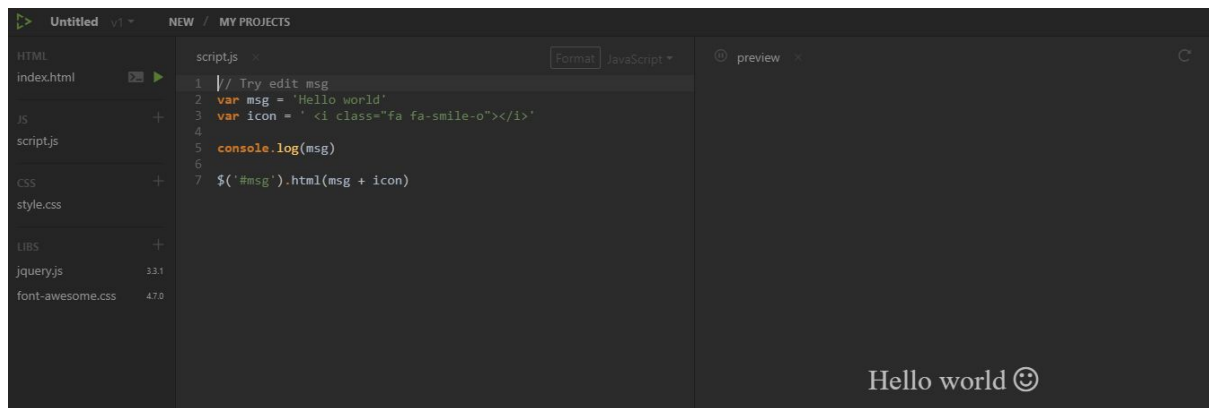 Untitled v1 NEW / MY PROJECTS
HTML
index.html
JS
script.js
CSS
style.css
LIBS
jquery.js 3.3.1
font-awesome.css 4.7.0
script.js × Format JavaScript
1 // Try edit msg
2 var msg = 'Hello world'
3 var icon = ' <i class="fa fa-smile-o"></i>'
4
5 console.log(msg)
6
7 $('#msg').html(msg + icon)
preview ×
Hello world